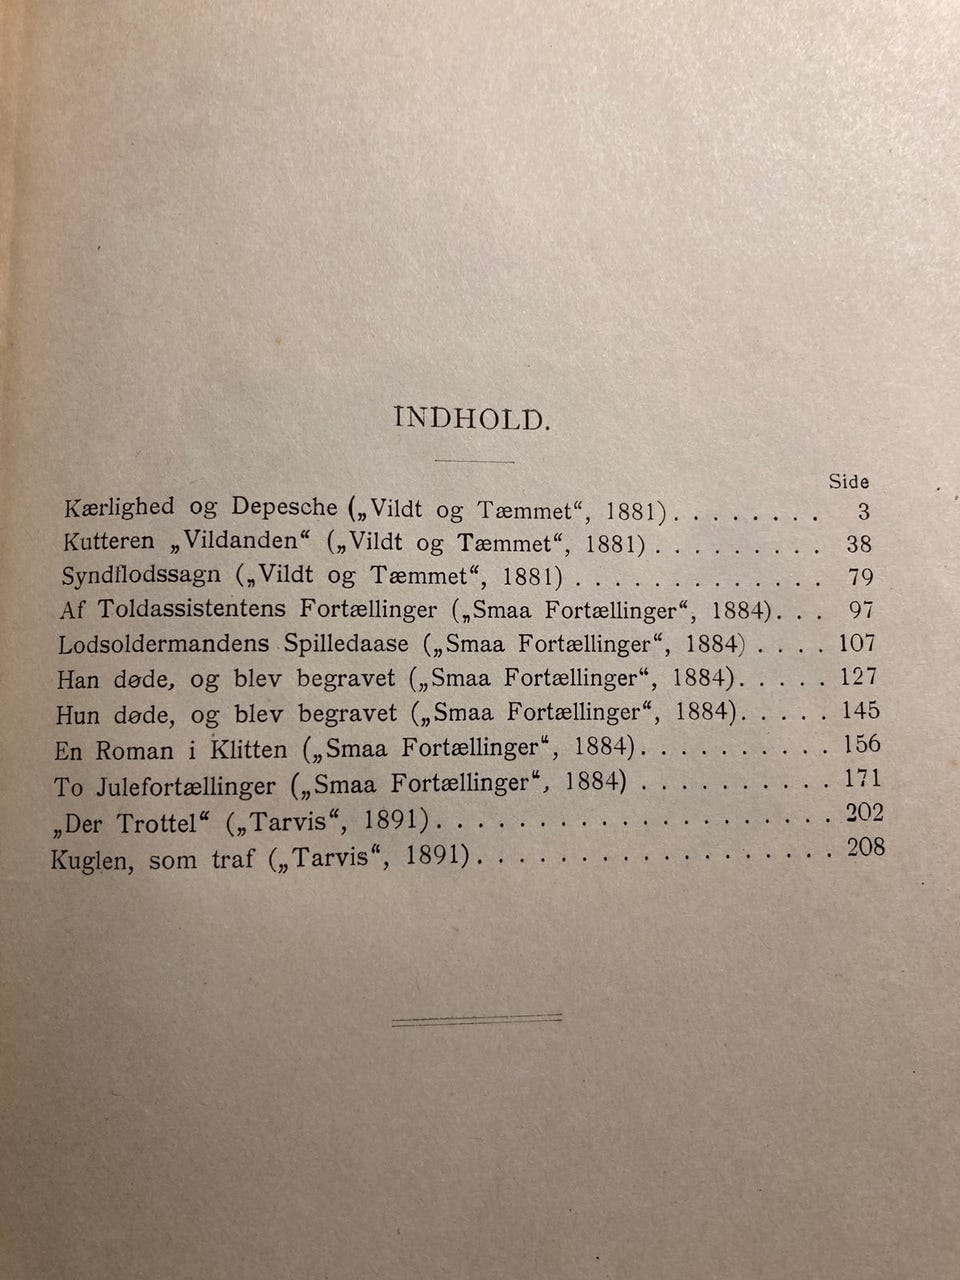 INDHOLD.
Side
Kærlighed og Depesche („Vildt og Tæmmet“, 1881). . . . . . . . 3
Kutteren „Vildanden“ („Vildt og Tæmmet“, 1881) . . . . . . . . . 38
Syndflodssagn („Vildt og Tæmmet“, 1881) . . . . . . . . . . . . . 79
Af Toldassistentens Fortællinger („Smaa Fortællinger“, 1884). . . 97
Lodsoldermandens Spilledaase („Smaa Fortællinger“, 1884) . . . . 107
Han døde, og blev begravet („Smaa Fortællinger“, 1884). . . . . 127
Hun døde, og blev begravet („Smaa Fortællinger“, 1884). . . . . 145
En Roman i Klitten („Smaa Fortællinger“, 1884). . . . . . . . . . 156
To Julefortællinger („Smaa Fortællinger“, 1884) . . . . . . . . . . 171
„Der Trottel“ („Tarvis“, 1891). . . . . . . . . . . . . . . . . . . . 202
Kuglen, som traf („Tarvis“, 1891). . . . . . . . . . . . . . . . . . 208